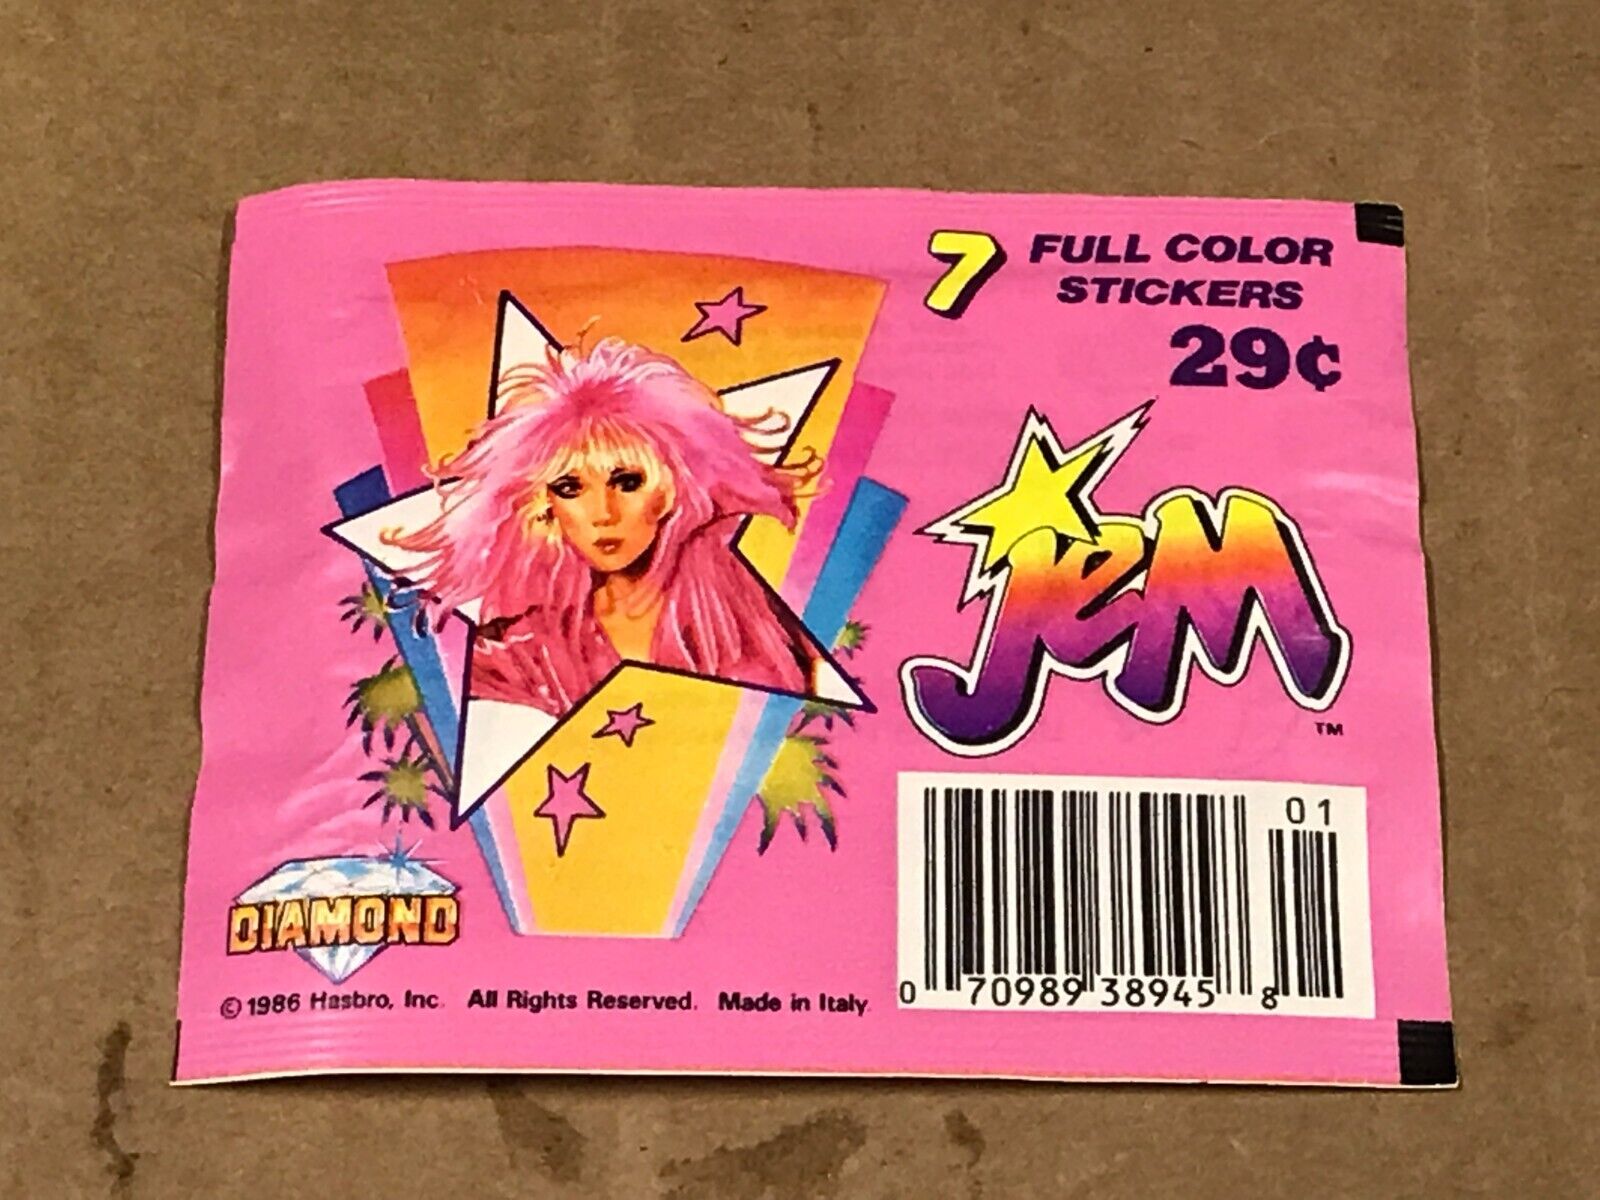 7 FULL COLOR
STICKERS
29¢
Jem
TM
DIAMOND
© 1986 Hasbro, Inc. All Rights Reserved. Made in Italy.
01
0 70989 38945 8